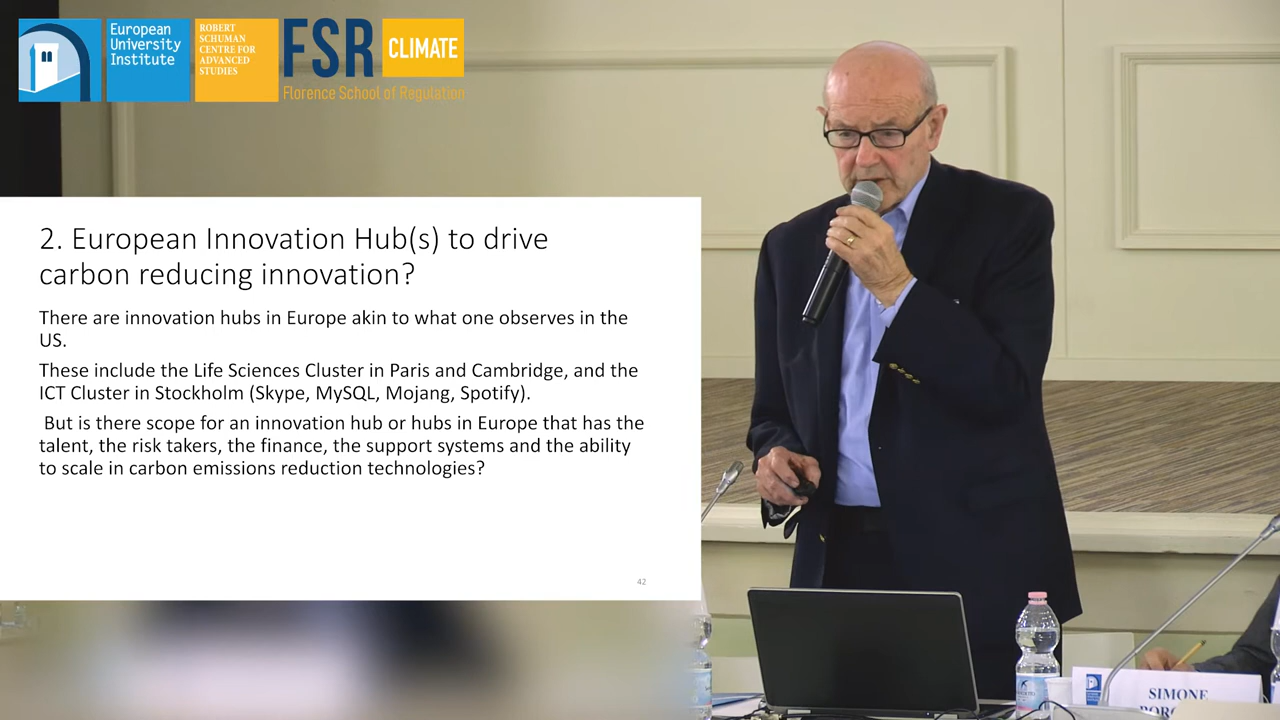 European
University
Institute
ROBERT
SCHUMAN
CENTRE FOR
ADVANCED
STUDIES
FSR CLIMATE
Florence School of Regulation
2. European Innovation Hub(s) to drive
carbon reducing innovation?
There are innovation hubs in Europe akin to what one observes in the
US.
These include the Life Sciences Cluster in Paris and Cambridge, and the
ICT Cluster in Stockholm (Skype, MySQL, Mojang, Spotify).
But is there scope for an innovation hub or hubs in Europe that has the
talent, the risk takers, the finance, the support systems and the ability
to scale in carbon emissions reduction technologies?
42
SIMONE